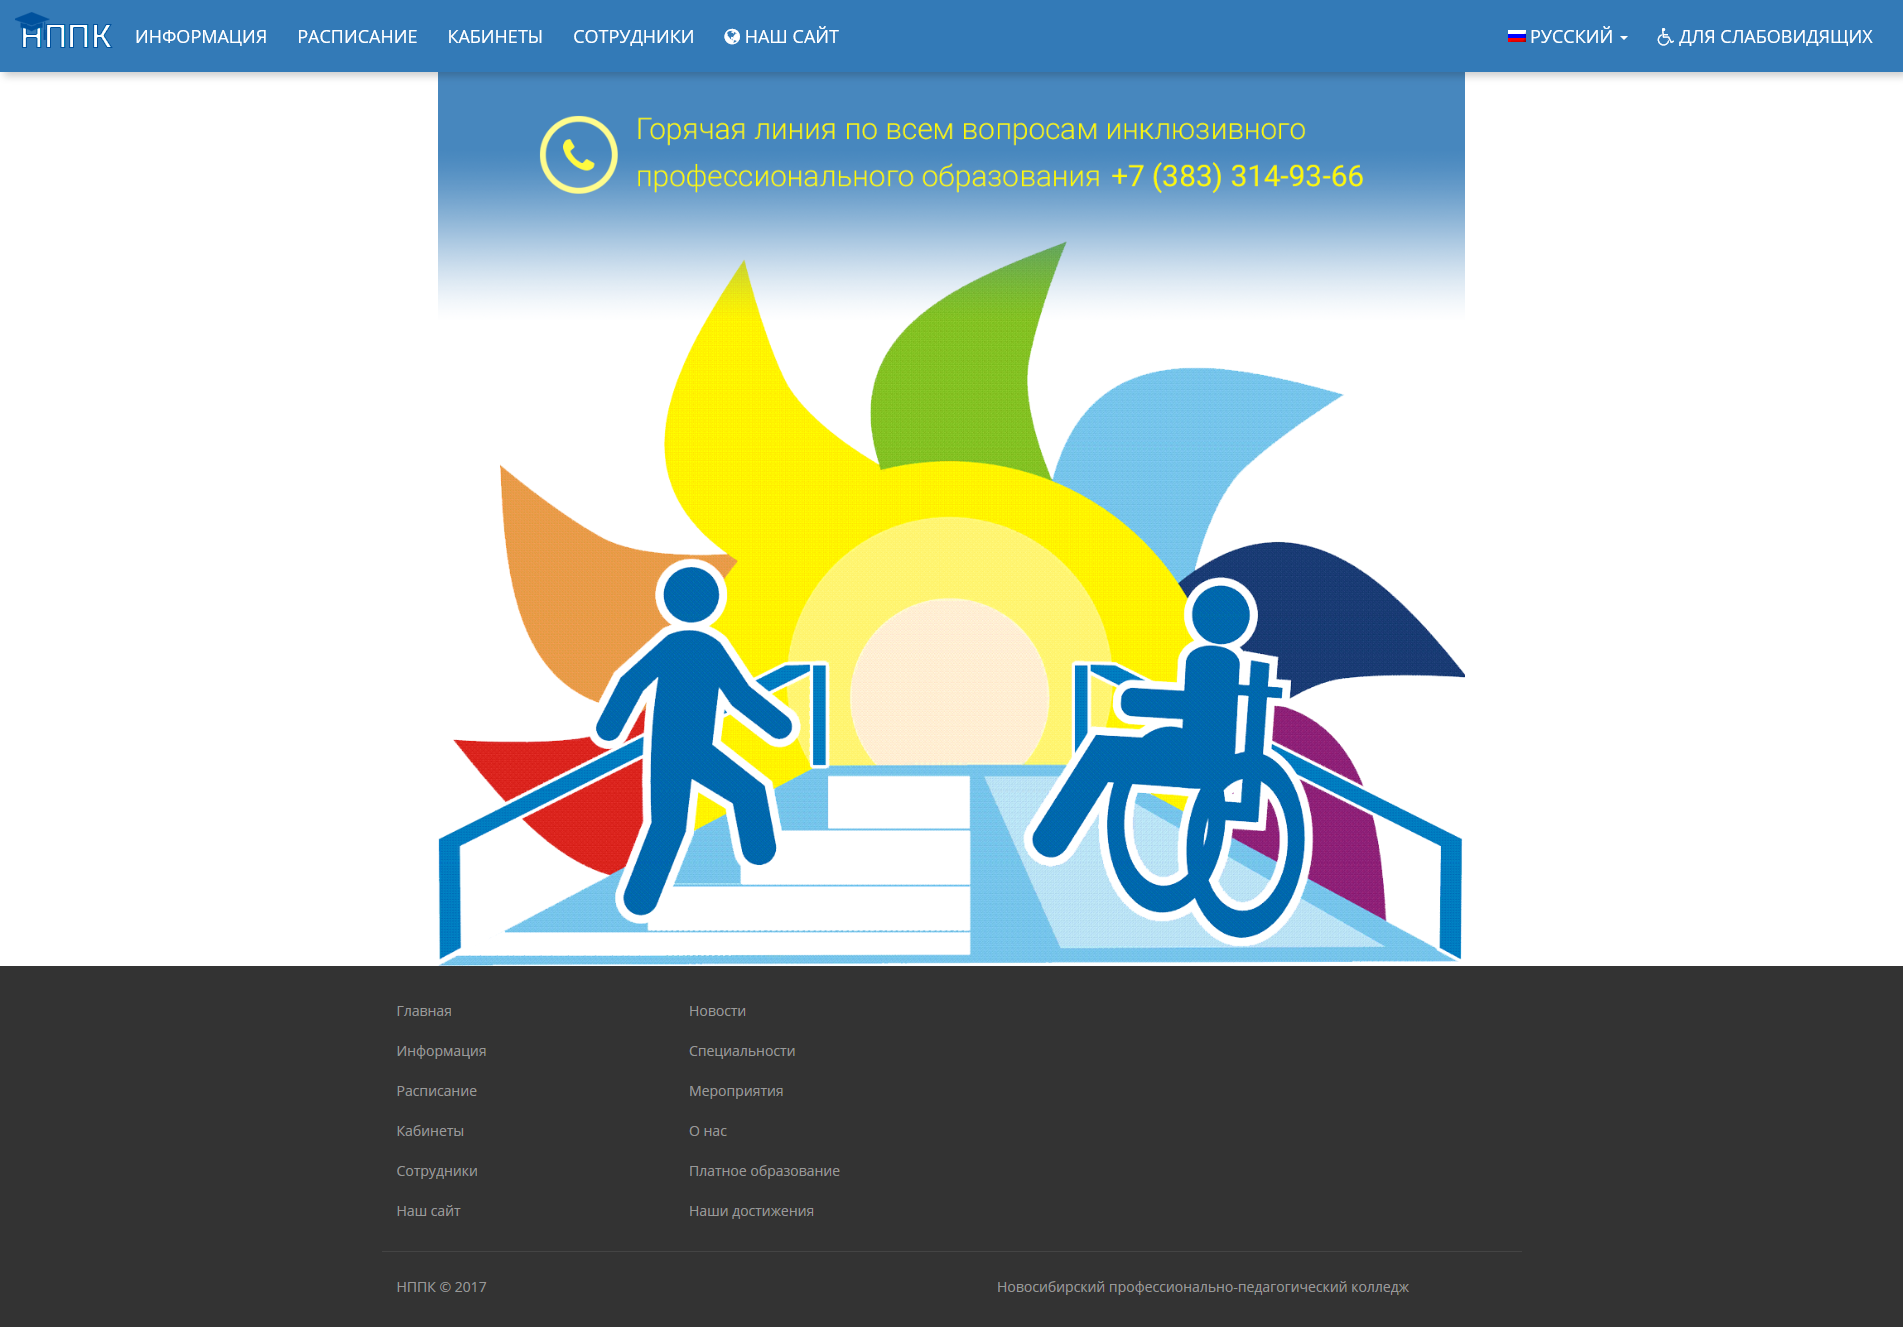 НППК ИНФОРМАЦИЯ РАСПИСАНИЕ КАБИНЕТЫ СОТРУДНИКИ НАШ САЙТ РУССКИЙ ДЛЯ СЛАБОВИДЯЩИХ
Горячая линия по всем вопросам инклюзивного
профессионального образования +7 (383) 314-93-66
Главная
Информация
Расписание
Кабинеты
Сотрудники
Наш сайт
Новости
Специальности
Мероприятия
О нас
Платное образование
Наши достижения
НППК © 2017
Новосибирский профессионально-педагогический колледж